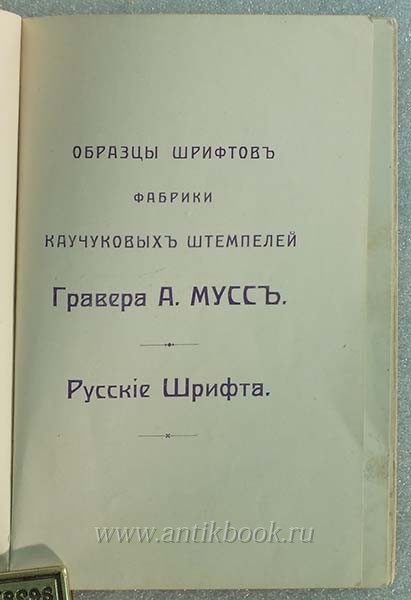 ОБРАЗЦЫ ШРИФТОВЪ
ФАБРИКИ
КАУЧУКОВЫХЪ ШТЕМПЕЛЕЙ
Гравера А. МУССЪ.
Русскіе Шрифта.
www.antikbook.ru